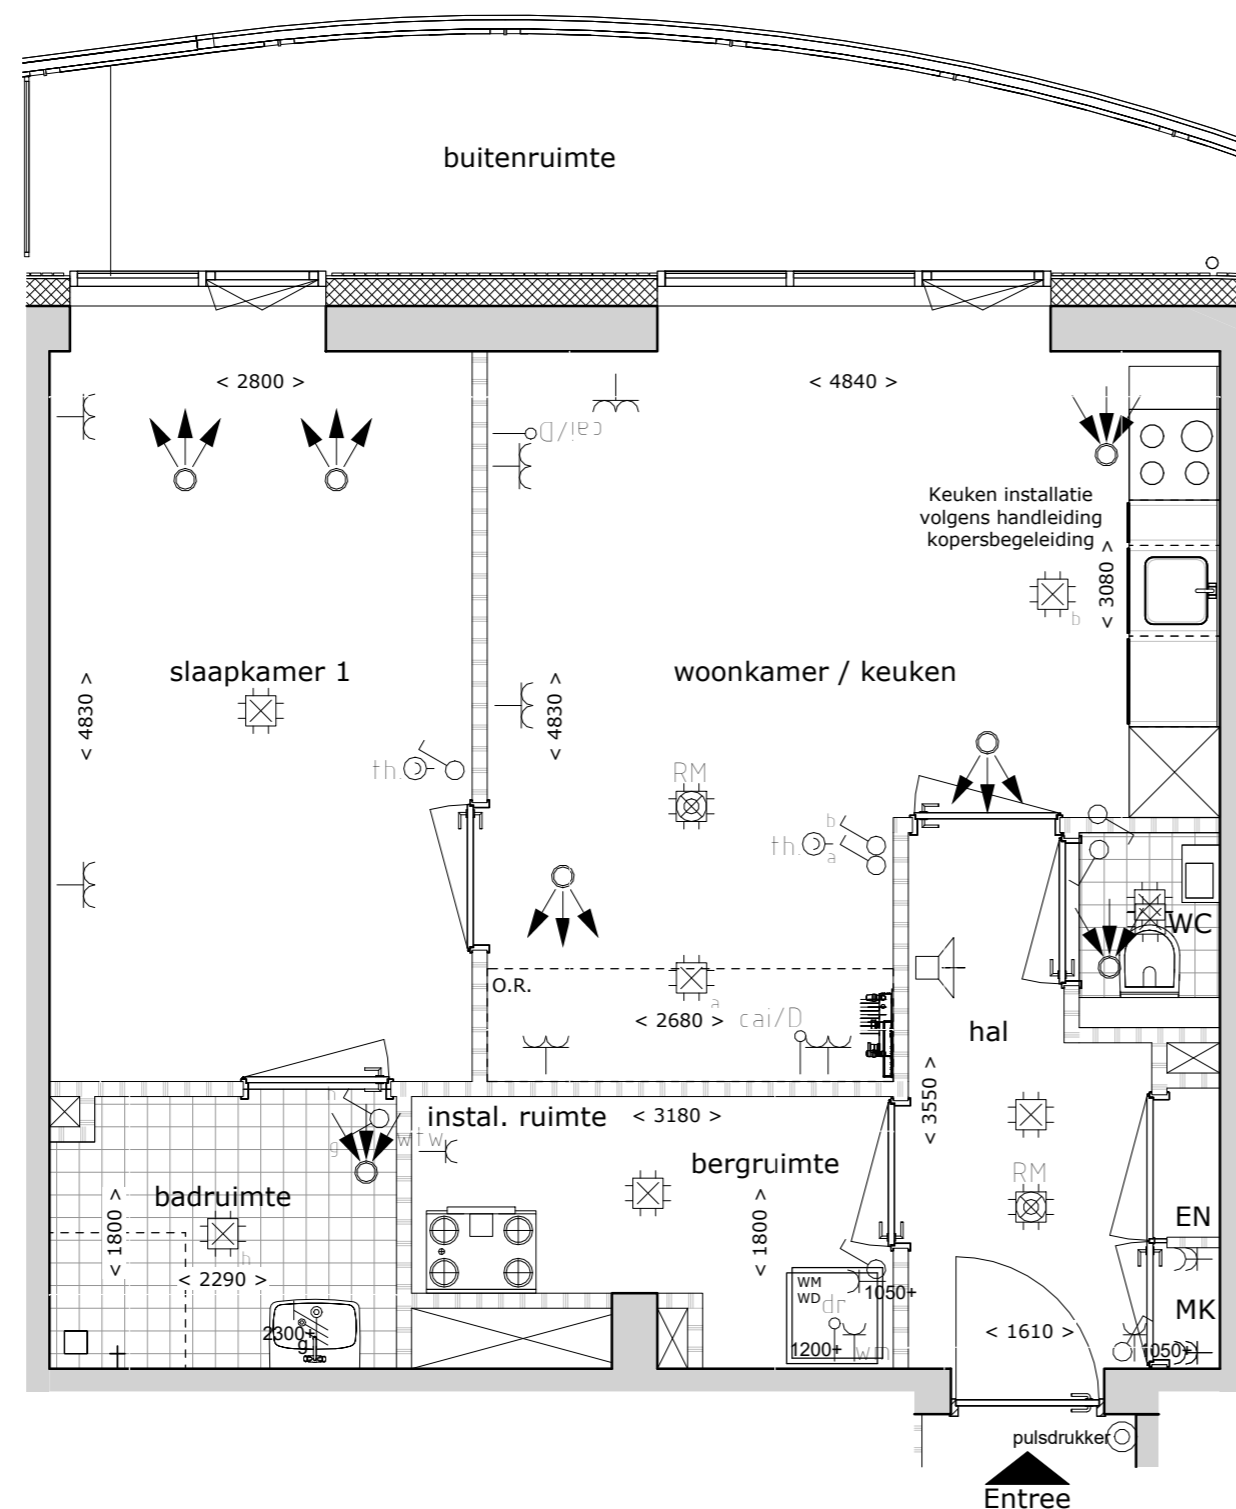 buitenruimte
< 2800 >
< 4840 >
cai/D
Keuken installatie
volgens handleiding
kopersbegeleiding
< 3080 >
b
slaapkamer 1
woonkamer / keuken
< 4830 >
< 4830 >
th.
RM
b
th.
a
WC
O.R.
a
< 2680 >
cai/D
hal
h
g
wtw
instal. ruimte
< 3180 >
< 3550 >
bergruimte
RM
badruimte
EN
< 1800 >
h
< 2290 >
< 1800 >
WM
WD
dr
1050+
MK
2300+
g
< 1610 >
1200+
wm
1050+
pulsdrukker
Entree